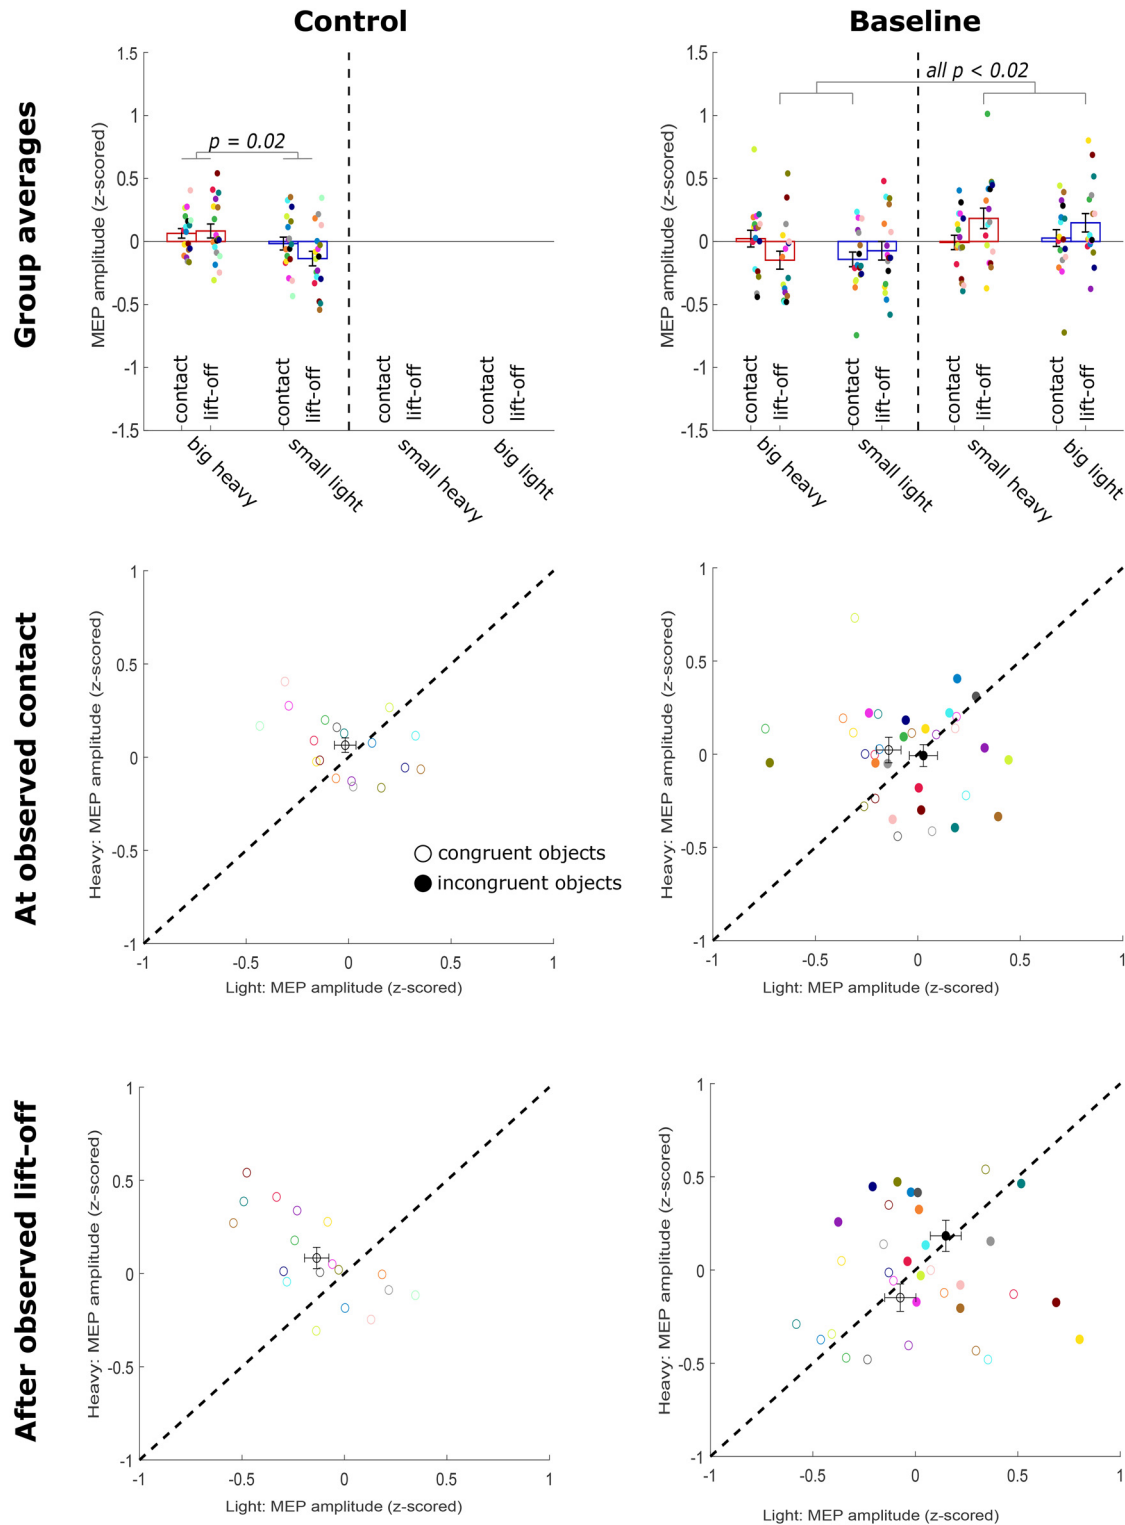 Control
Baseline
Group averages
MEP amplitude (z-scored)
1.5
1
0.5
0
-0.5
-1
-1.5
p = 0.02
contact
lift-off
contact
lift-off
contact
lift-off
contact
lift-off
big heavy
small light
small heavy
big light
MEP amplitude (z-scored)
1.5
1
0.5
0
-0.5
-1
-1.5
all p < 0.02
contact
lift-off
contact
lift-off
contact
lift-off
contact
lift-off
big heavy
small light
small heavy
big light
At observed contact
Heavy: MEP amplitude (z-scored)
1
0.5
0
-0.5
-1
-1
-0.5
0
0.5
1
Light: MEP amplitude (z-scored)
congruent objects
incongruent objects
Heavy: MEP amplitude (z-scored)
1
0.5
0
-0.5
-1
-1
-0.5
0
0.5
1
Light: MEP amplitude (z-scored)
After observed lift-off
Heavy: MEP amplitude (z-scored)
1
0.5
0
-0.5
-1
-1
-0.5
0
0.5
1
Light: MEP amplitude (z-scored)
Heavy: MEP amplitude (z-scored)
1
0.5
0
-0.5
-1
-1
-0.5
0
0.5
1
Light: MEP amplitude (z-scored)